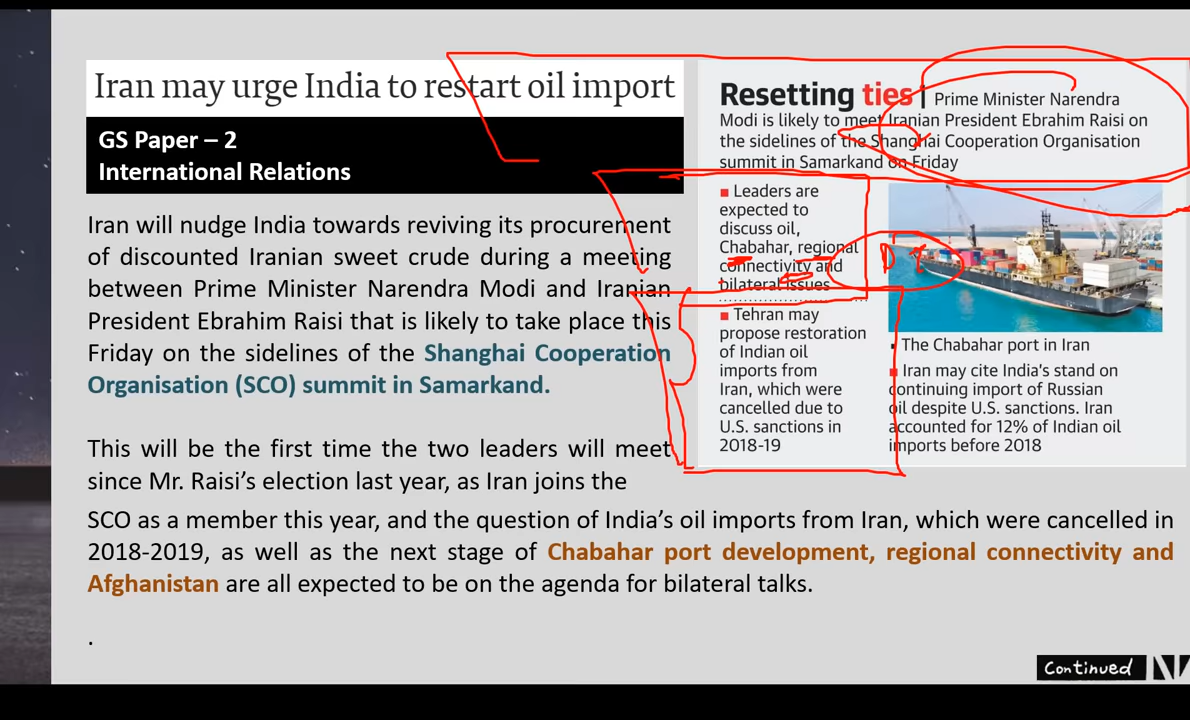 Iran may urge India to restart oil import
GS Paper – 2
International Relations
Iran will nudge India towards reviving its procurement
of discounted Iranian sweet crude during a meeting
between Prime Minister Narendra Modi and Iranian
President Ebrahim Raisi that is likely to take place this
Friday on the sidelines of the Shanghai Cooperation
Organisation (SCO) summit in Samarkand.
This will be the first time the two leaders will meet
since Mr. Raisi’s election last year, as Iran joins the
SCO as a member this year, and the question of India’s oil imports from Iran, which were cancelled in
2018-2019, as well as the next stage of Chabahar port development, regional connectivity and
Afghanistan are all expected to be on the agenda for bilateral talks.
.
Resetting ties | Prime Minister Narendra
Modi is likely to meet Iranian President Ebrahim Raisi on
the sidelines of the Shanghai Cooperation Organisation
summit in Samarkand on Friday
■ Leaders are
expected to
discuss oil,
Chabahar, regional
connectivity and
bilateral issues
■ Tehran may
propose restoration
of Indian oil
imports from
Iran, which were
cancelled due to
U.S. sanctions in
2018-19
The Chabahar port in Iran
■ Iran may cite India’s stand on
continuing import of Russian
oil despite U.S. sanctions. Iran
accounted for 12% of Indian oil
imports before 2018
Continued